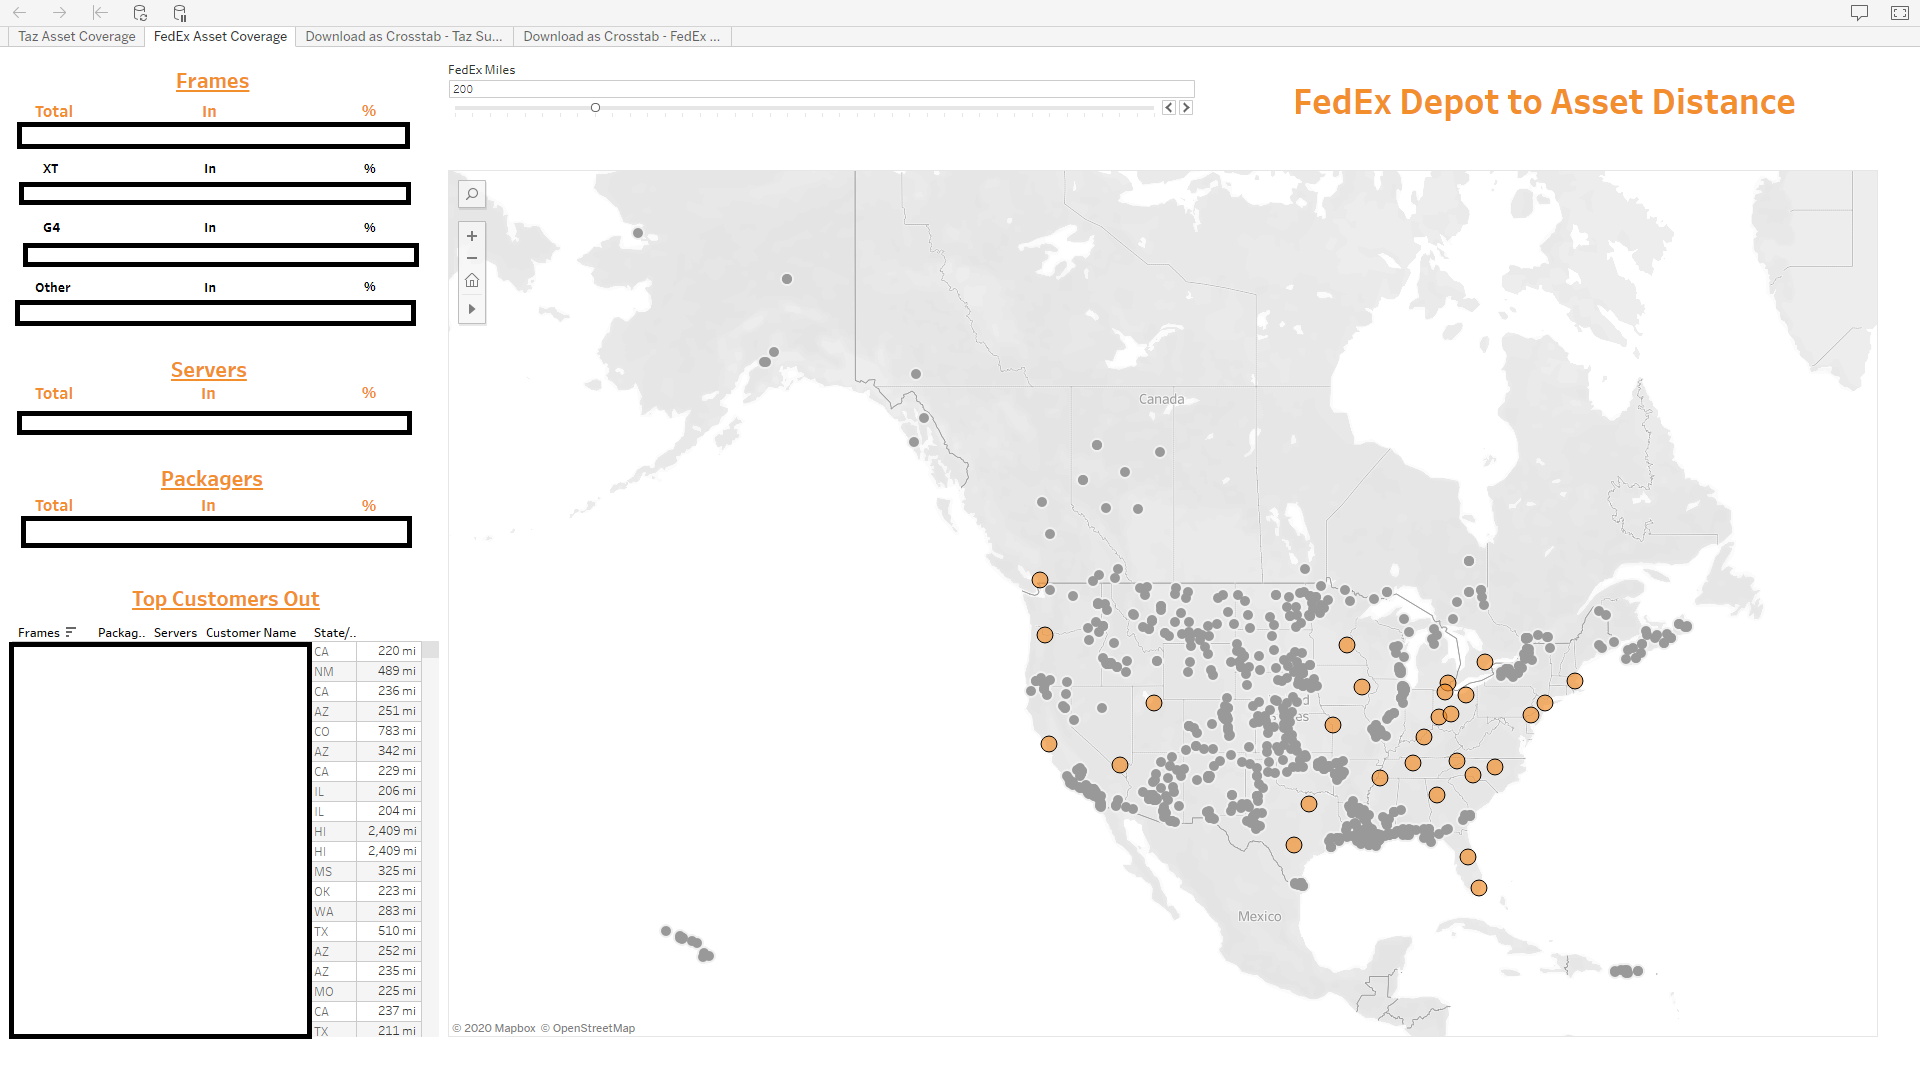 Taz Asset Coverage
FedEx Asset Coverage
Download as Crosstab - Taz Su...
Download as Crosstab - FedEx ...
Frames
Total In %
XT In %
G4 In %
Other In %
Servers
Total In %
Packagers
Total In %
Top Customers Out
Frames Packag.. Servers Customer Name State/..
CA 220 mi
NM 489 mi
CA 236 mi
AZ 251 mi
CO 783 mi
AZ 342 mi
CA 229 mi
IL 206 mi
IL 204 mi
HI 2,409 mi
HI 2,409 mi
MS 325 mi
OK 223 mi
WA 283 mi
TX 510 mi
AZ 252 mi
AZ 235 mi
MO 225 mi
CA 237 mi
TX 211 mi
FedEx Miles
200
FedEx Depot to Asset Distance
Canada
Mexico
© 2020 Mapbox © OpenStreetMap